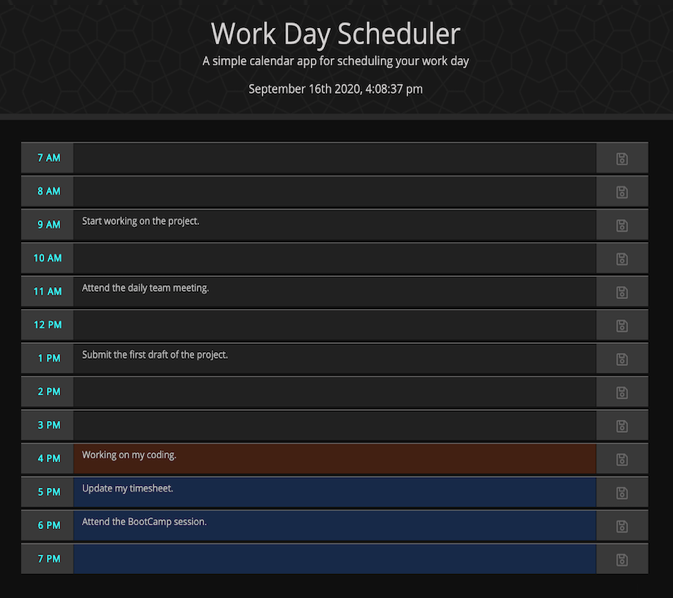 Work Day Scheduler
A simple calendar app for scheduling your work day
September 16th 2020, 4:08:37 pm
7 AM
8 AM
9 AM Start working on the project.
10 AM
11 AM Attend the daily team meeting.
12 PM
1 PM Submit the first draft of the project.
2 PM
3 PM
4 PM Working on my coding.
5 PM Update my timesheet.
6 PM Attend the BootCamp session.
7 PM